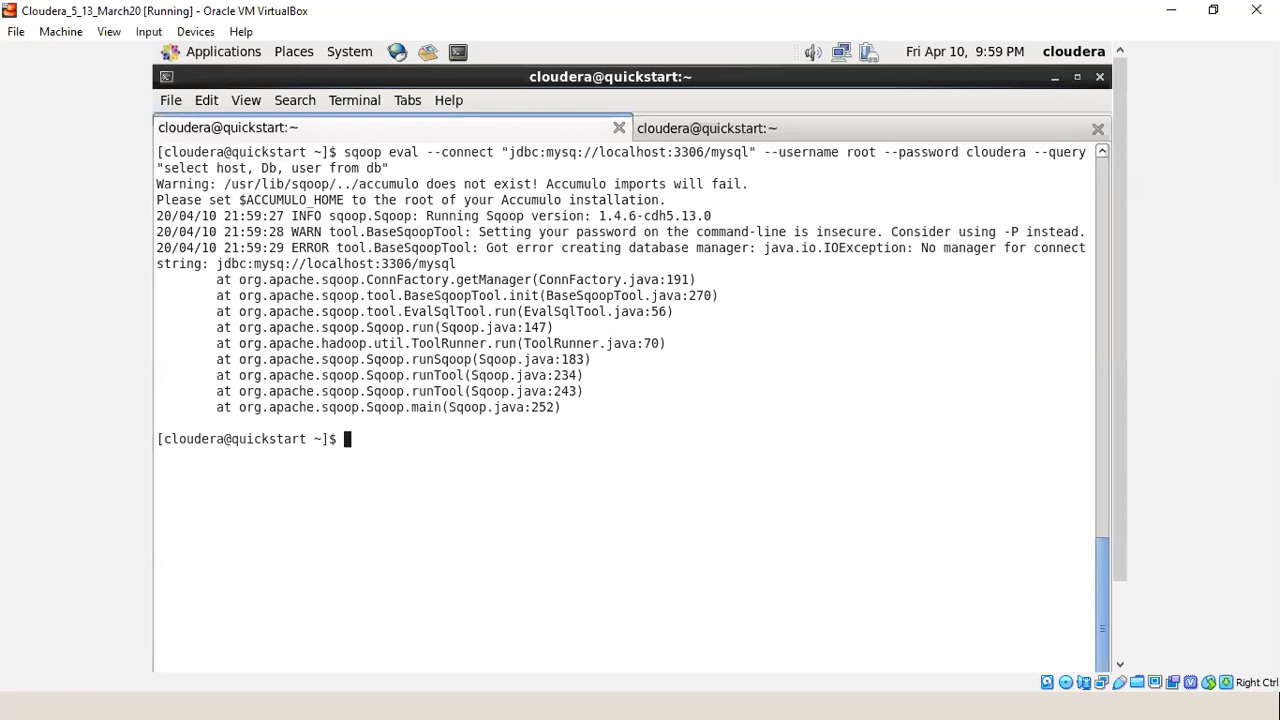 Cloudera_5_13_March20 [Running] - Oracle VM VirtualBox
File Machine View Input Devices Help
Applications Places System Fri Apr 10, 9:59 PM cloudera
cloudera@quickstart:~
File Edit View Search Terminal Tabs Help
cloudera@quickstart:~ cloudera@quickstart:~
[cloudera@quickstart ~]$ sqoop eval --connect "jdbc:mysq://localhost:3306/mysql" --username root --password cloudera --query
"select host, Db, user from db"
Warning: /usr/lib/sqoop/../accumulo does not exist! Accumulo imports will fail.
Please set $ACCUMULO_HOME to the root of your Accumulo installation.
20/04/10 21:59:27 INFO sqoop.Sqoop: Running Sqoop version: 1.4.6-cdh5.13.0
20/04/10 21:59:28 WARN tool.BaseSqoopTool: Setting your password on the command-line is insecure. Consider using -P instead.
20/04/10 21:59:29 ERROR tool.BaseSqoopTool: Got error creating database manager: java.io.IOException: No manager for connect
string: jdbc:mysq://localhost:3306/mysql
at org.apache.sqoop.ConnFactory.getManager(ConnFactory.java:191)
at org.apache.sqoop.tool.BaseSqoopTool.init(BaseSqoopTool.java:270)
at org.apache.sqoop.tool.EvalSqlTool.run(EvalSqlTool.java:56)
at org.apache.sqoop.Sqoop.run(Sqoop.java:147)
at org.apache.hadoop.util.ToolRunner.run(ToolRunner.java:70)
at org.apache.sqoop.Sqoop.runSqoop(Sqoop.java:183)
at org.apache.sqoop.Sqoop.runTool(Sqoop.java:234)
at org.apache.sqoop.Sqoop.runTool(Sqoop.java:243)
at org.apache.sqoop.Sqoop.main(Sqoop.java:252)
[cloudera@quickstart ~]$
Right Ctrl